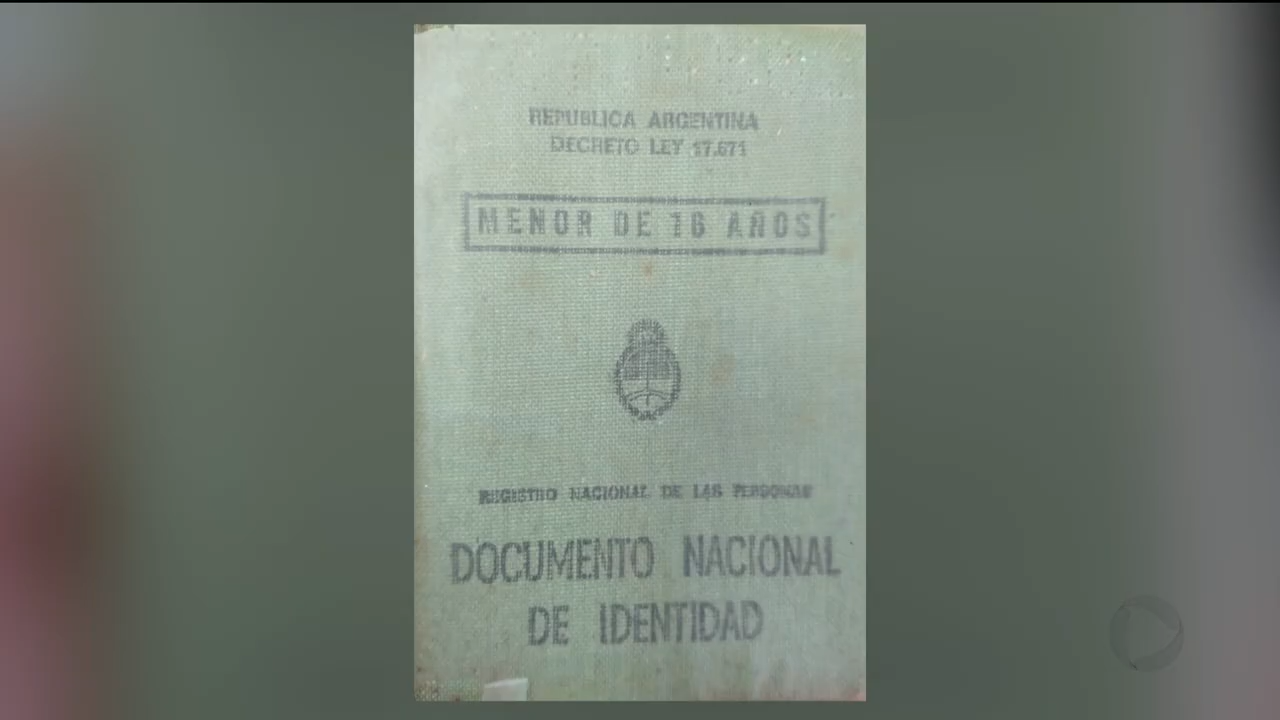 REPUBLICA ARGENTINA
DECRETO LEY 17.671
MENOR DE 16 AÑOS
REGISTRO NACIONAL DE LAS PERSONAS
DOCUMENTO NACIONAL
DE IDENTIDAD